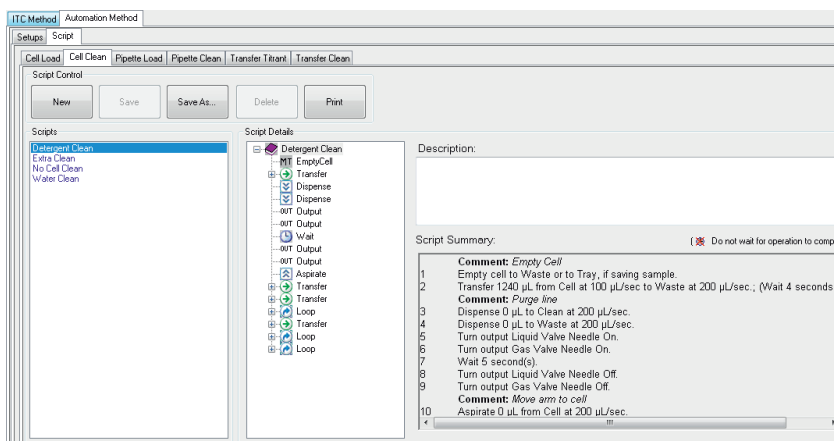 ITC Method Automation Method
Setups Script
Cell Load Cell Clean Pipette Load Pipette Clean Transfer Titrant Transfer Clean
Script Control
New Save Save As... Delete Print
Scripts
Detergent Clean
Extra Clean
No Cell Clean
Water Clean
Script Details
Detergent Clean
MT EmptyCell
Transfer
Dispense
Dispense
OUT Output
OUT Output
Wait
OUT Output
OUT Output
Aspirate
Transfer
Transfer
Loop
Transfer
Loop
Loop
Description:
Script Summary:
( Do not wait for operation to comp
Comment: Empty Cell
1 Empty cell to Waste or to Tray, if saving sample.
2 Transfer 1240 µL from Cell at 100 µL/sec to Waste at 200 µL/sec.; (Wait 4 seconds
Comment: Purge line
3 Dispense 0 µL to Clean at 200 µL/sec.
4 Dispense 0 µL to Waste at 200 µL/sec.
5 Turn output Liquid Valve Needle On.
6 Turn output Gas Valve Needle On.
7 Wait 5 second(s).
8 Turn output Liquid Valve Needle Off.
9 Turn output Gas Valve Needle Off.
Comment: Move arm to cell
10 Aspirate 0 µL from Cell at 200 µL/sec.